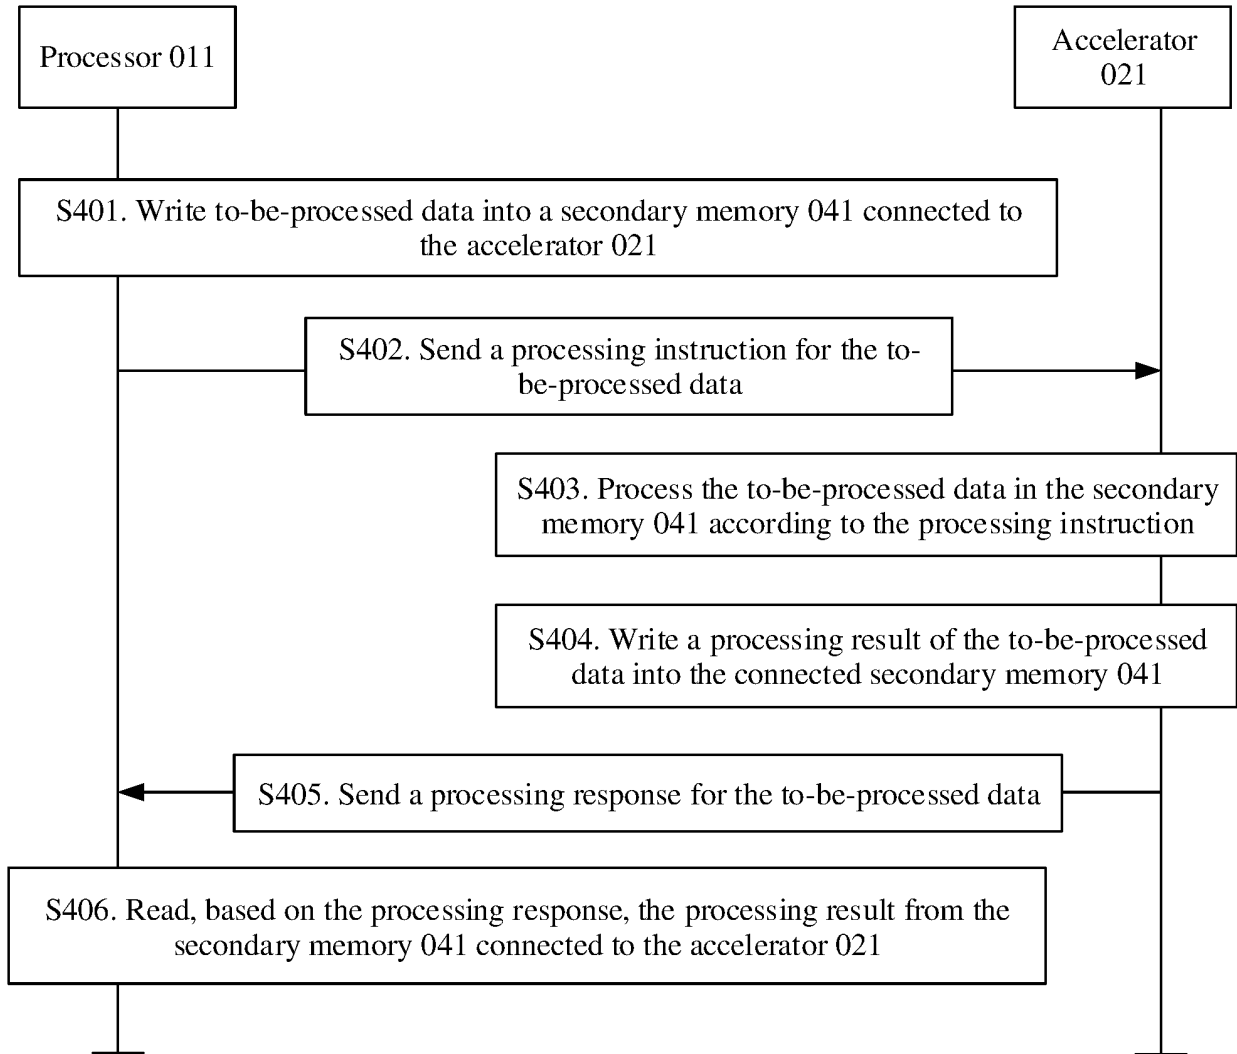 Processor 011
Accelerator
021
S401. Write to-be-processed data into a secondary memory 041 connected to
the accelerator 021
S402. Send a processing instruction for the to-
be-processed data
S403. Process the to-be-processed data in the secondary
memory 041 according to the processing instruction
S404. Write a processing result of the to-be-processed
data into the connected secondary memory 041
S405. Send a processing response for the to-be-processed data
S406. Read, based on the processing response, the processing result from the
secondary memory 041 connected to the accelerator 021